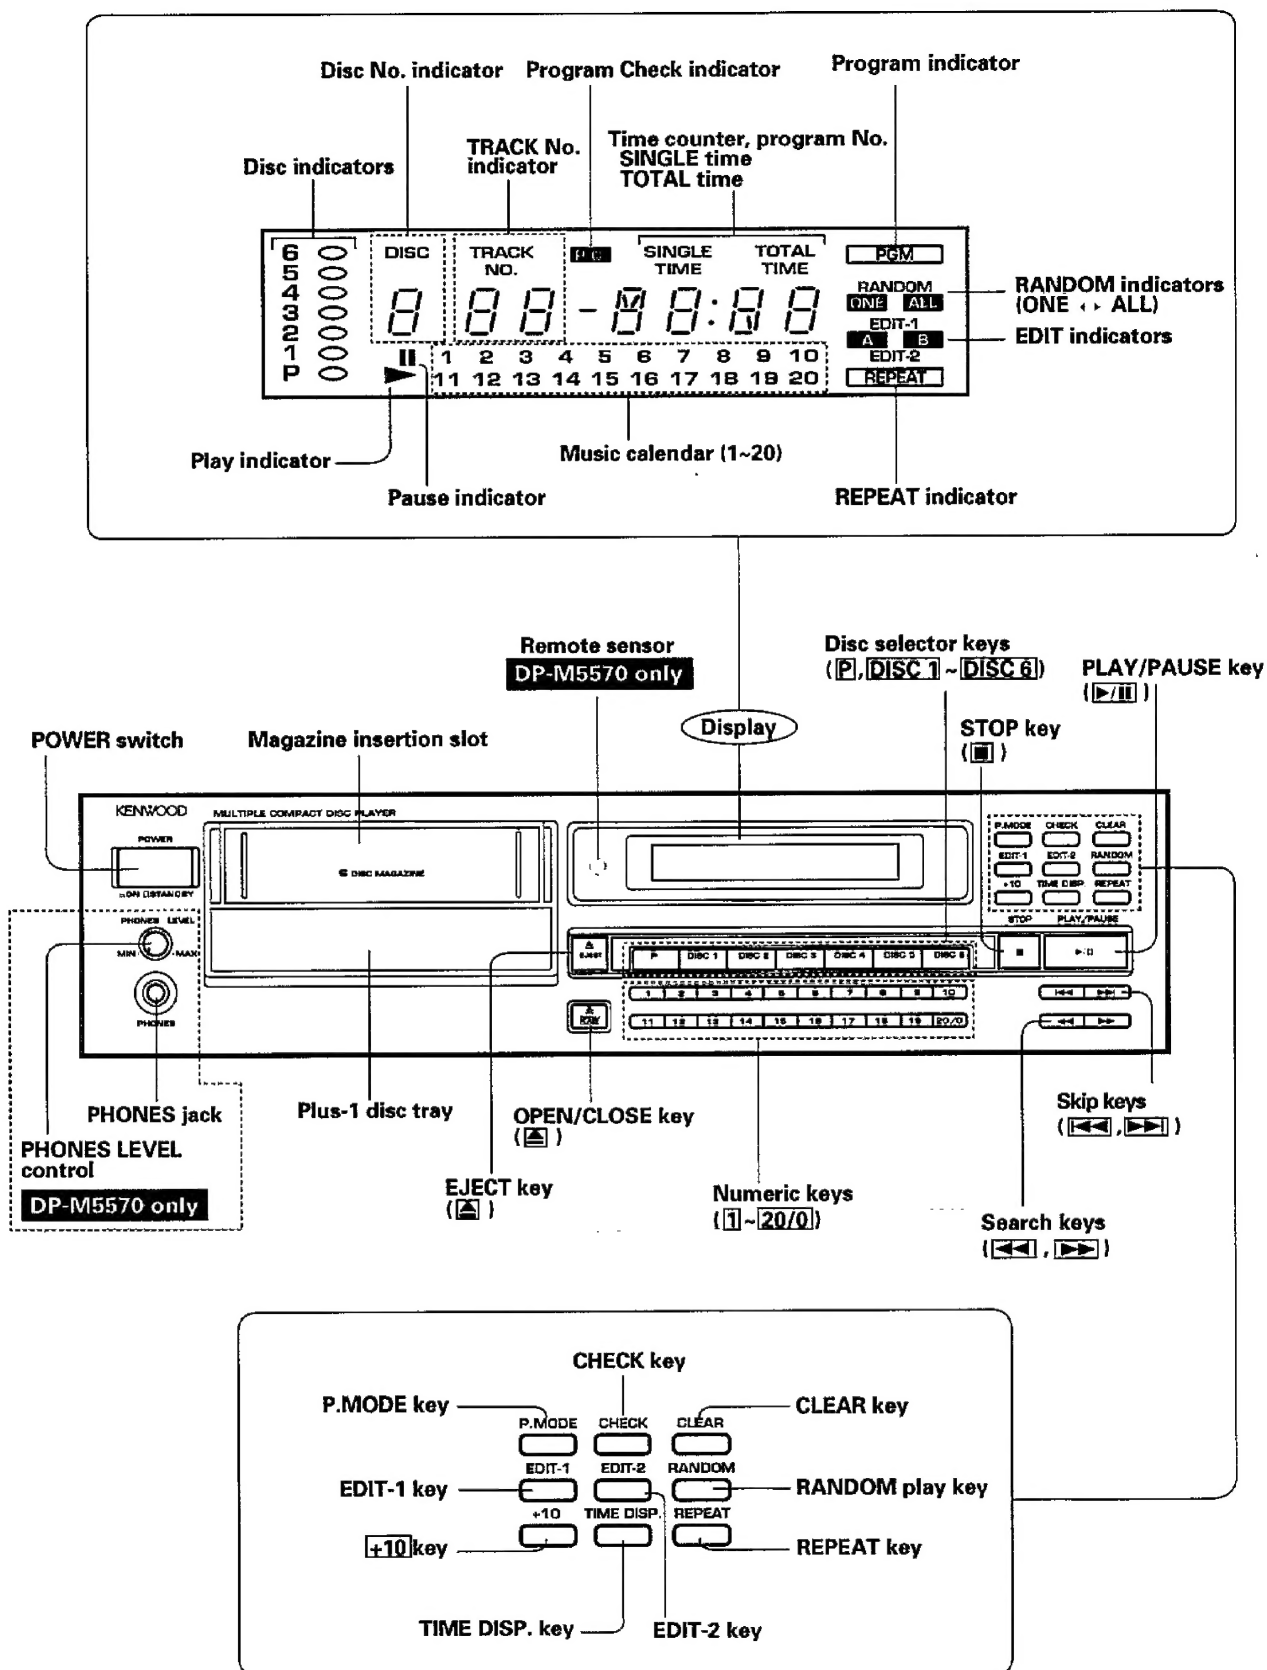 Disc No. indicator Program Check indicator Program indicator
Disc indicators
TRACK No.
indicator
Time counter, program No.
SINGLE time
TOTAL time
6
5
4
3
2
1
P
DISC
TRACK
NO.
P.C
SINGLE
TIME
TOTAL
TIME
PGM
RANDOM
ONE ALL
EDIT-1
A B
EDIT-2
REPEAT
8 88 - 88:88
1 2 3 4 5 6 7 8 9 10
11 12 13 14 15 16 17 18 19 20
RANDOM indicators
(ONE ↔ ALL)
EDIT indicators
Play indicator
Pause indicator
Music calendar (1~20)
REPEAT indicator
Remote sensor
DP-M5570 only
Disc selector keys
(P, DISC 1 ~ DISC 6)
PLAY/PAUSE key
(▶/II)
Display
STOP key
(■)
POWER switch
Magazine insertion slot
KENWOOD
MULTIPLE COMPACT DISC PLAYER
POWER
6 DISC MAGAZINE
ON STANDBY
PHONES LEVEL
MIN MAX
PHONES
P.MODE CHECK CLEAR
EDIT-1 EDIT-2 RANDOM
+10 TIME DISP. REPEAT
STOP PLAY/PAUSE
EJECT
P DISC 1 DISC 2 DISC 3 DISC 4 DISC 5 DISC 6
1 2 3 4 5 6 7 8 9 10
11 12 13 14 15 16 17 18 19 20/0
PHONES jack
PHONES LEVEL
control
DP-M5570 only
Plus-1 disc tray
OPEN/CLOSE key
(⏏)
EJECT key
(⏏)
Numeric keys
(1 ~ 20/0)
Skip keys
(|◀◀, ▶▶|)
Search keys
(◀◀, ▶▶)
CHECK key
P.MODE key
CLEAR key
P.MODE CHECK CLEAR
EDIT-1 EDIT-2 RANDOM
EDIT-1 key
RANDOM play key
+10 TIME DISP. REPEAT
+10 key
REPEAT key
TIME DISP. key
EDIT-2 key